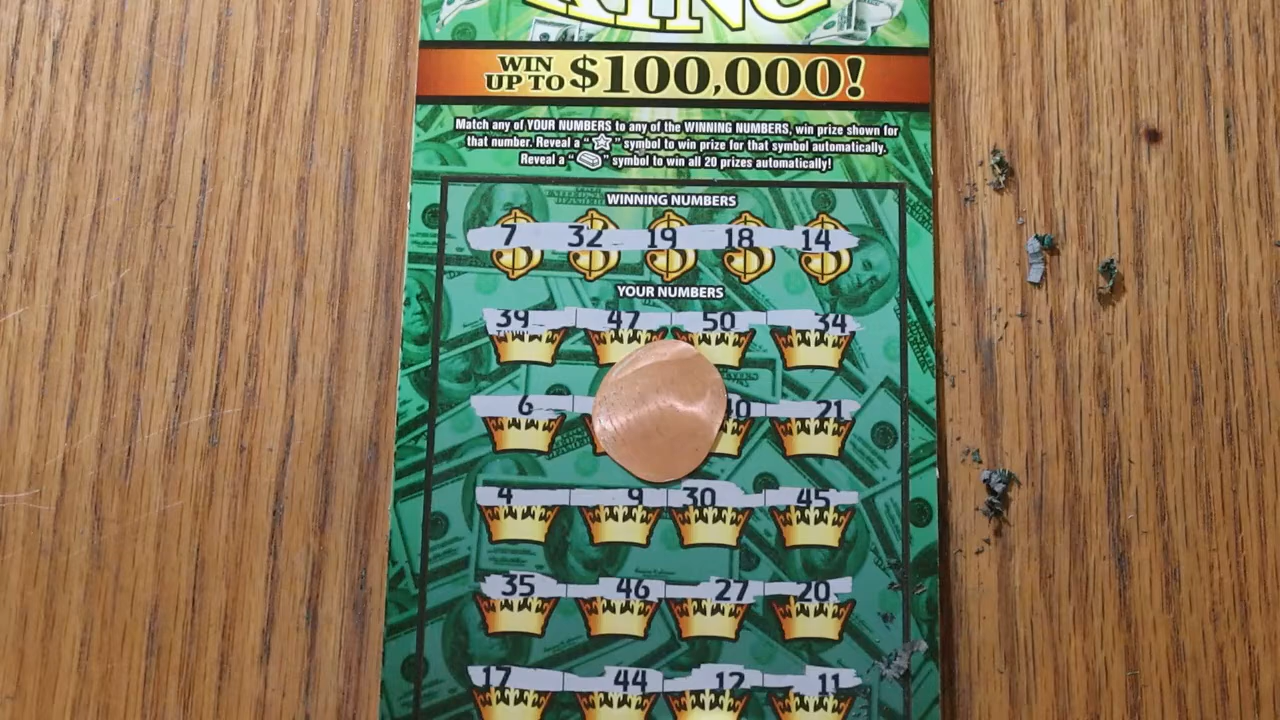 KING
WIN
UP TO $100,000!
Match any of YOUR NUMBERS to any of the WINNING NUMBERS, win prize shown for
that number. Reveal a " " symbol to win prize for that symbol automatically.
Reveal a " " symbol to win all 20 prizes automatically!
WINNING NUMBERS
7 32 19 18 14
YOUR NUMBERS
39 47 50 34
6 40 21
4 9 30 45
35 46 27 20
17 44 12 11